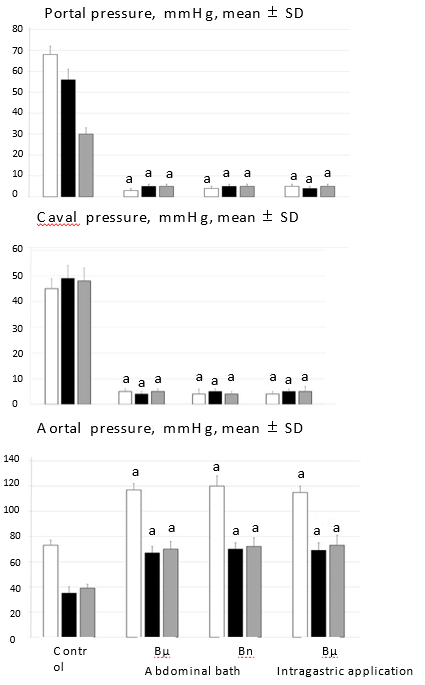 Portal pressure, mmHg, mean ± SD
80
70
60
50
40
30
20
10
0
a a a a a a a a a
Caval pressure, mmHg, mean ± SD
60
50
40
30
20
10
0
a a a a a a a a a
Aortal pressure, mmHg, mean ± SD
140
120
100
80
60
40
20
0
a a a
a a a a a a
Contr
ol
Bµ Bn Bµ
Abdominal bath Intragastric application